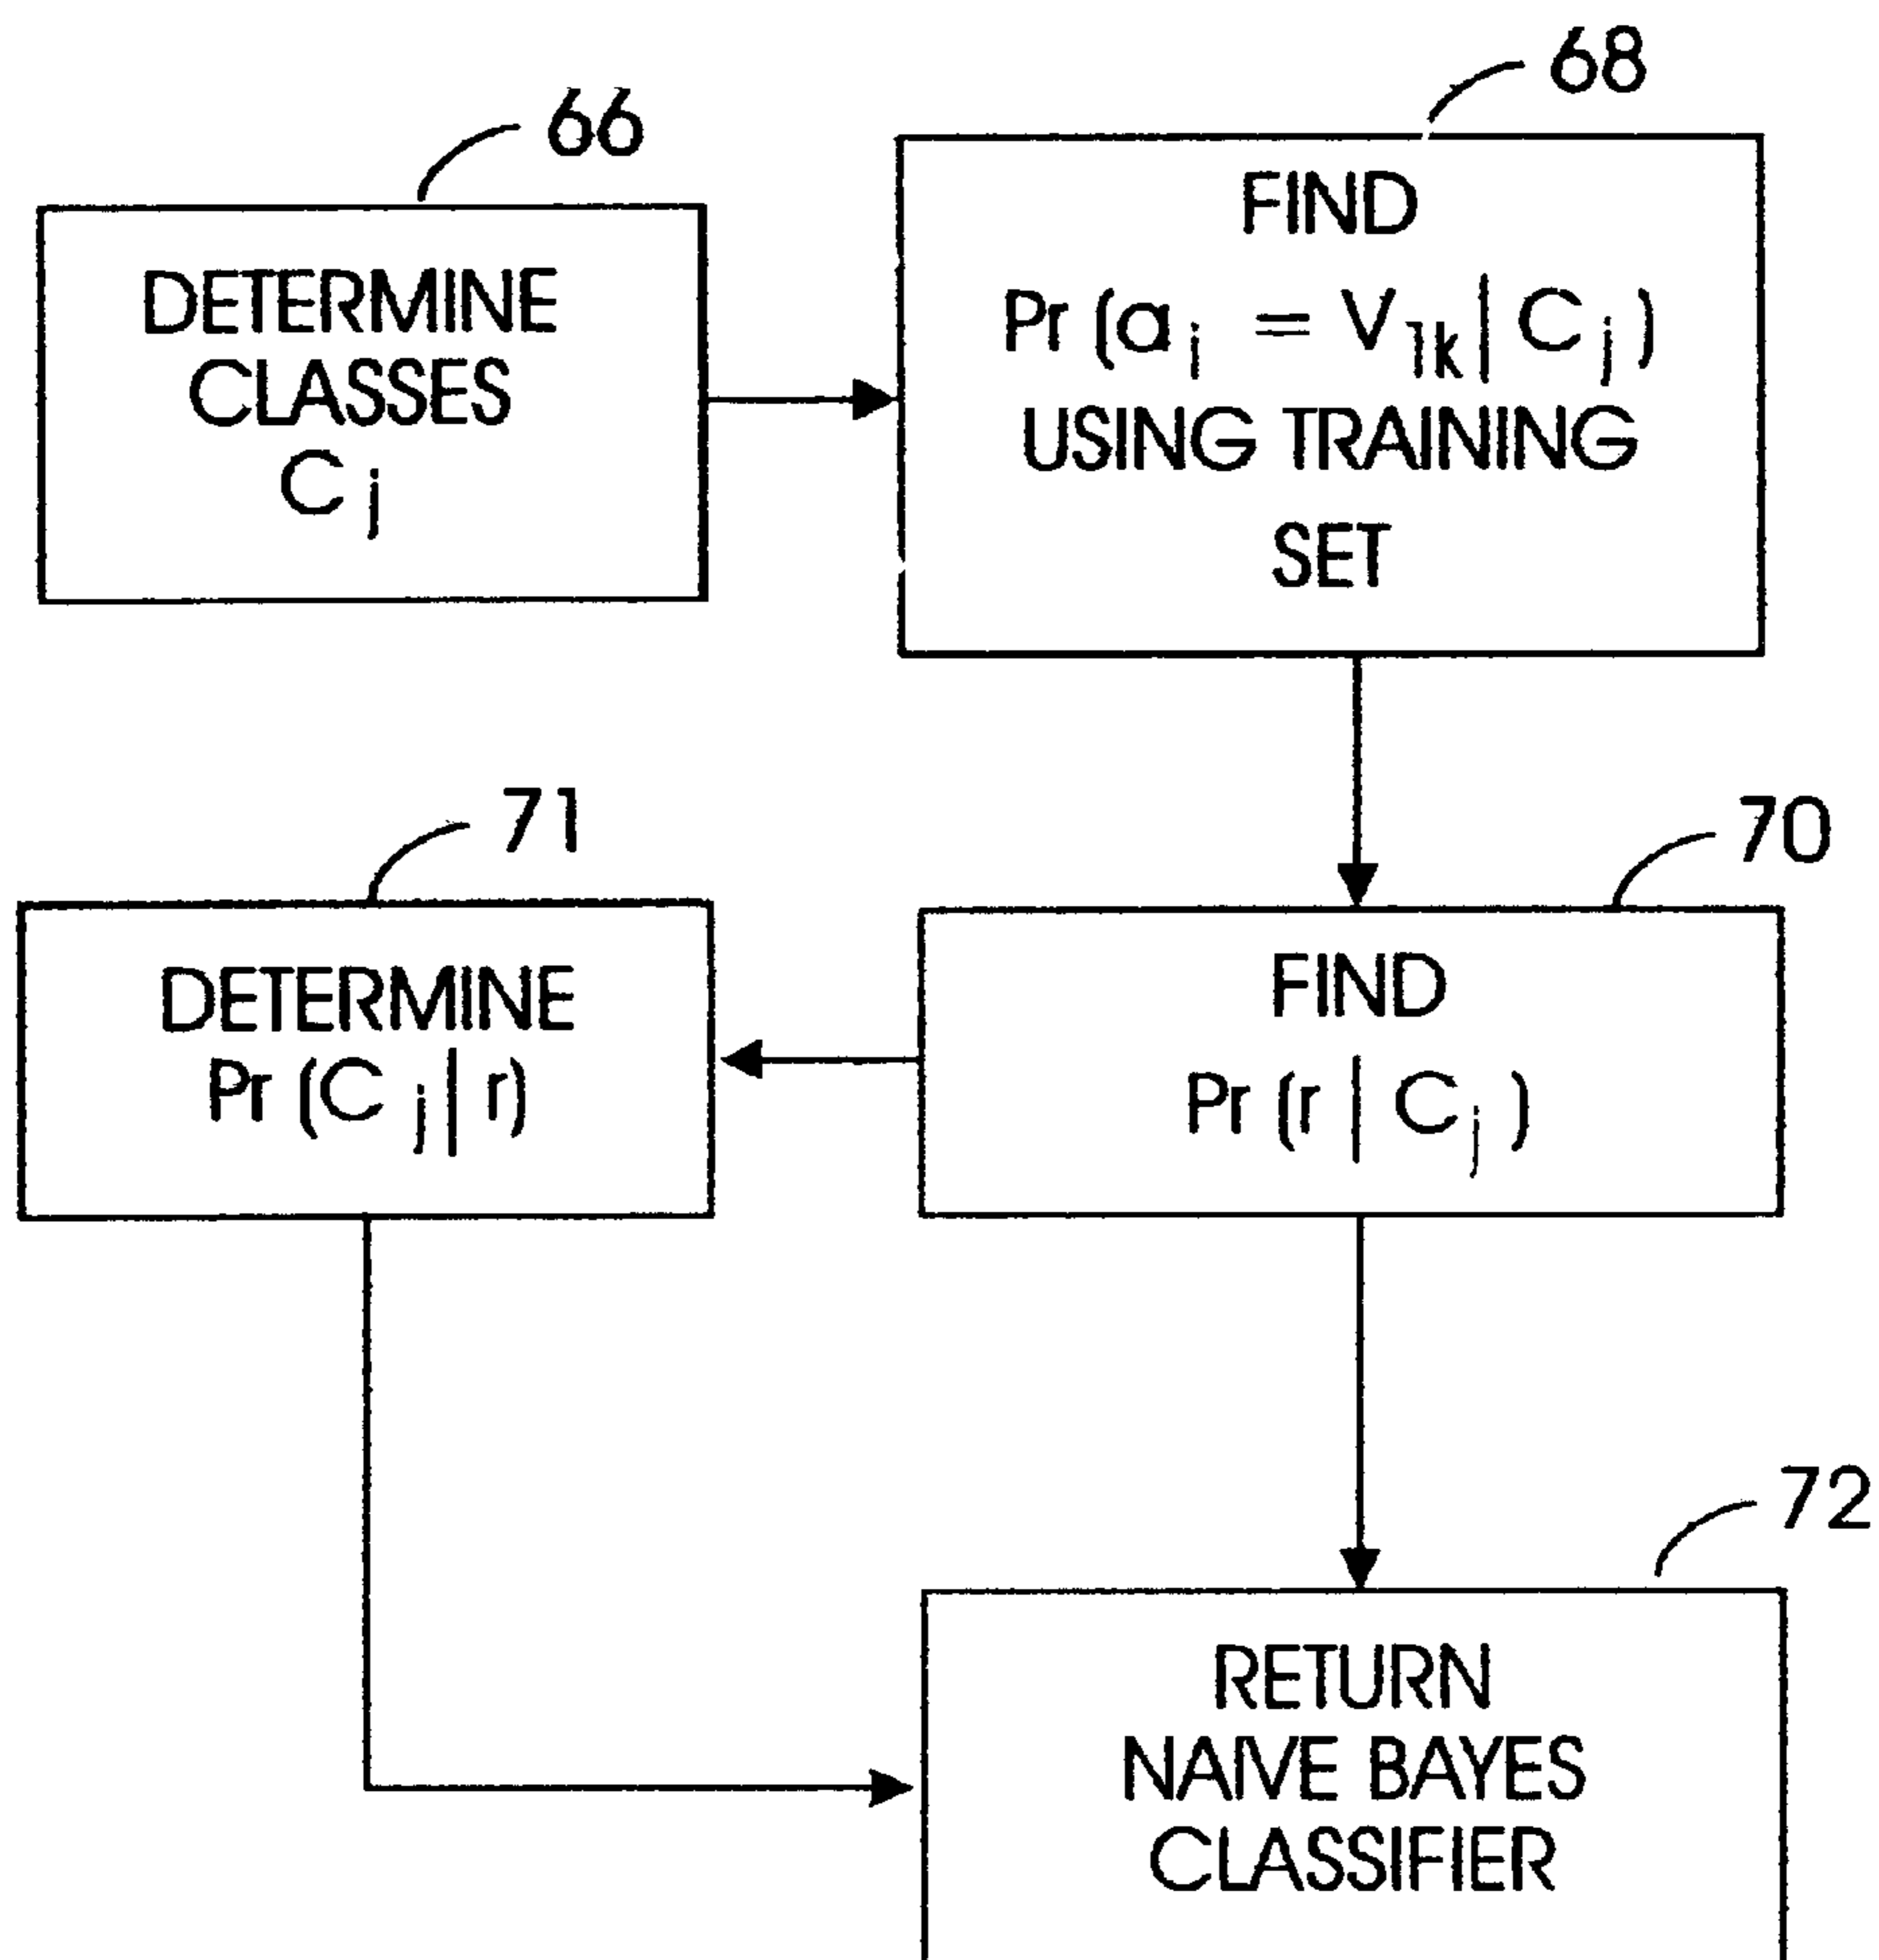 66
DETERMINE
CLASSES
C j
68
FIND
Pr (a i = V 1k | C j )
USING TRAINING
SET
71
DETERMINE
Pr (C j | r)
70
FIND
Pr (r | C j )
72
RETURN
NAIVE BAYES
CLASSIFIER